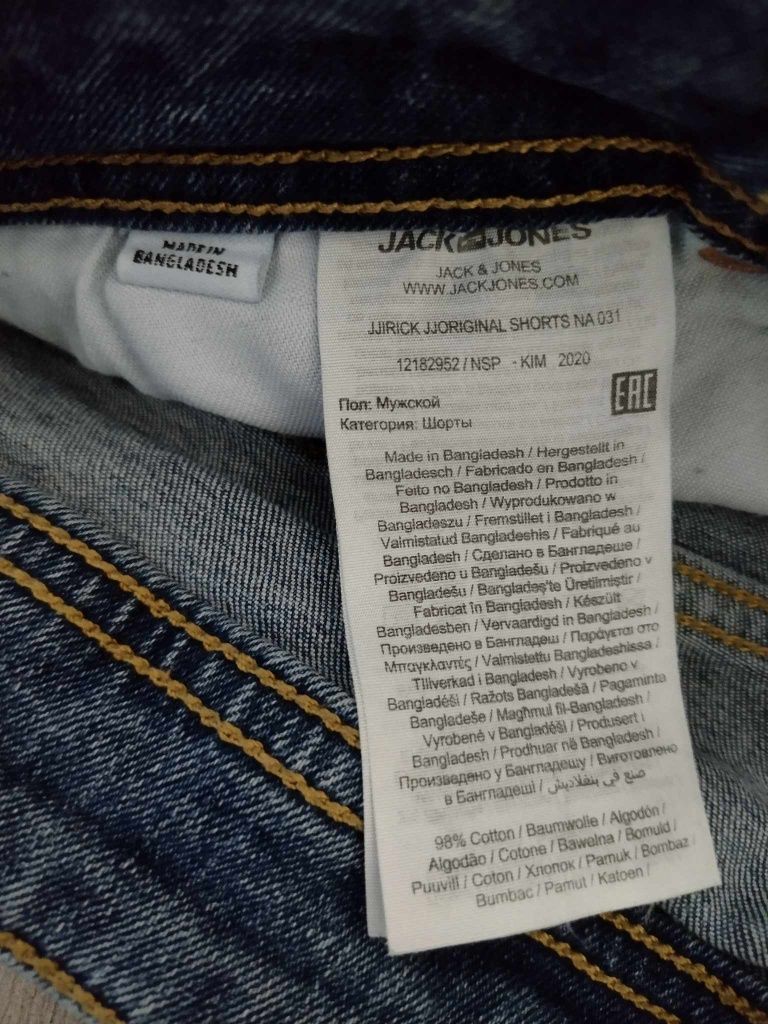 MADE IN
BANGLADESH
JACK & JONES
JACK & JONES
WWW.JACKJONES.COM
JJIRICK JJORIGINAL SHORTS NA 031
12182952 / NSP - KIM 2020
EAC
Пол: Мужской
Категория: Шорты
Made in Bangladesh / Hergestellt in
Bangladesch / Fabricado en Bangladesh /
Feito no Bangladesh / Prodotto in
Bangladesh / Wyprodukowano w
Bangladeszu / Fremstillet i Bangladesh /
Valmistatud Bangladeshis / Fabriqué au
Bangladesh / Сделано в Бангладеше /
Proizvedeno u Bangladešu / Proizvedeno v
Bangladešu / Bangladeş'te Üretilmiştir /
Fabricat în Bangladesh / Készült
Bangladesben / Vervaardigd in Bangladesh /
Произведено в Бангладеш / Παράγεται στο
Μπαγκλαντές / Valmistettu Bangladeshissa /
Tillverkad i Bangladesh / Vyrobeno v
Bangladéši / Ražots Bangladešā / Pagaminta
Bangladeše / Magħmul fil-Bangladesh /
Vyrobené v Bangladéši / Produsert i
Bangladesh / Prodhuar në Bangladesh /
Произведено у Бангладешу / Виготовлено
в Бангладеші / صنع في بنغلاديش
98% Cotton / Baumwolle / Algodón /
Algodão / Cotone / Bawełna / Bomuld /
Puuvill / Coton / Хлопок / Pamuk / Bombaž /
Bumbac / Pamut / Katoen /